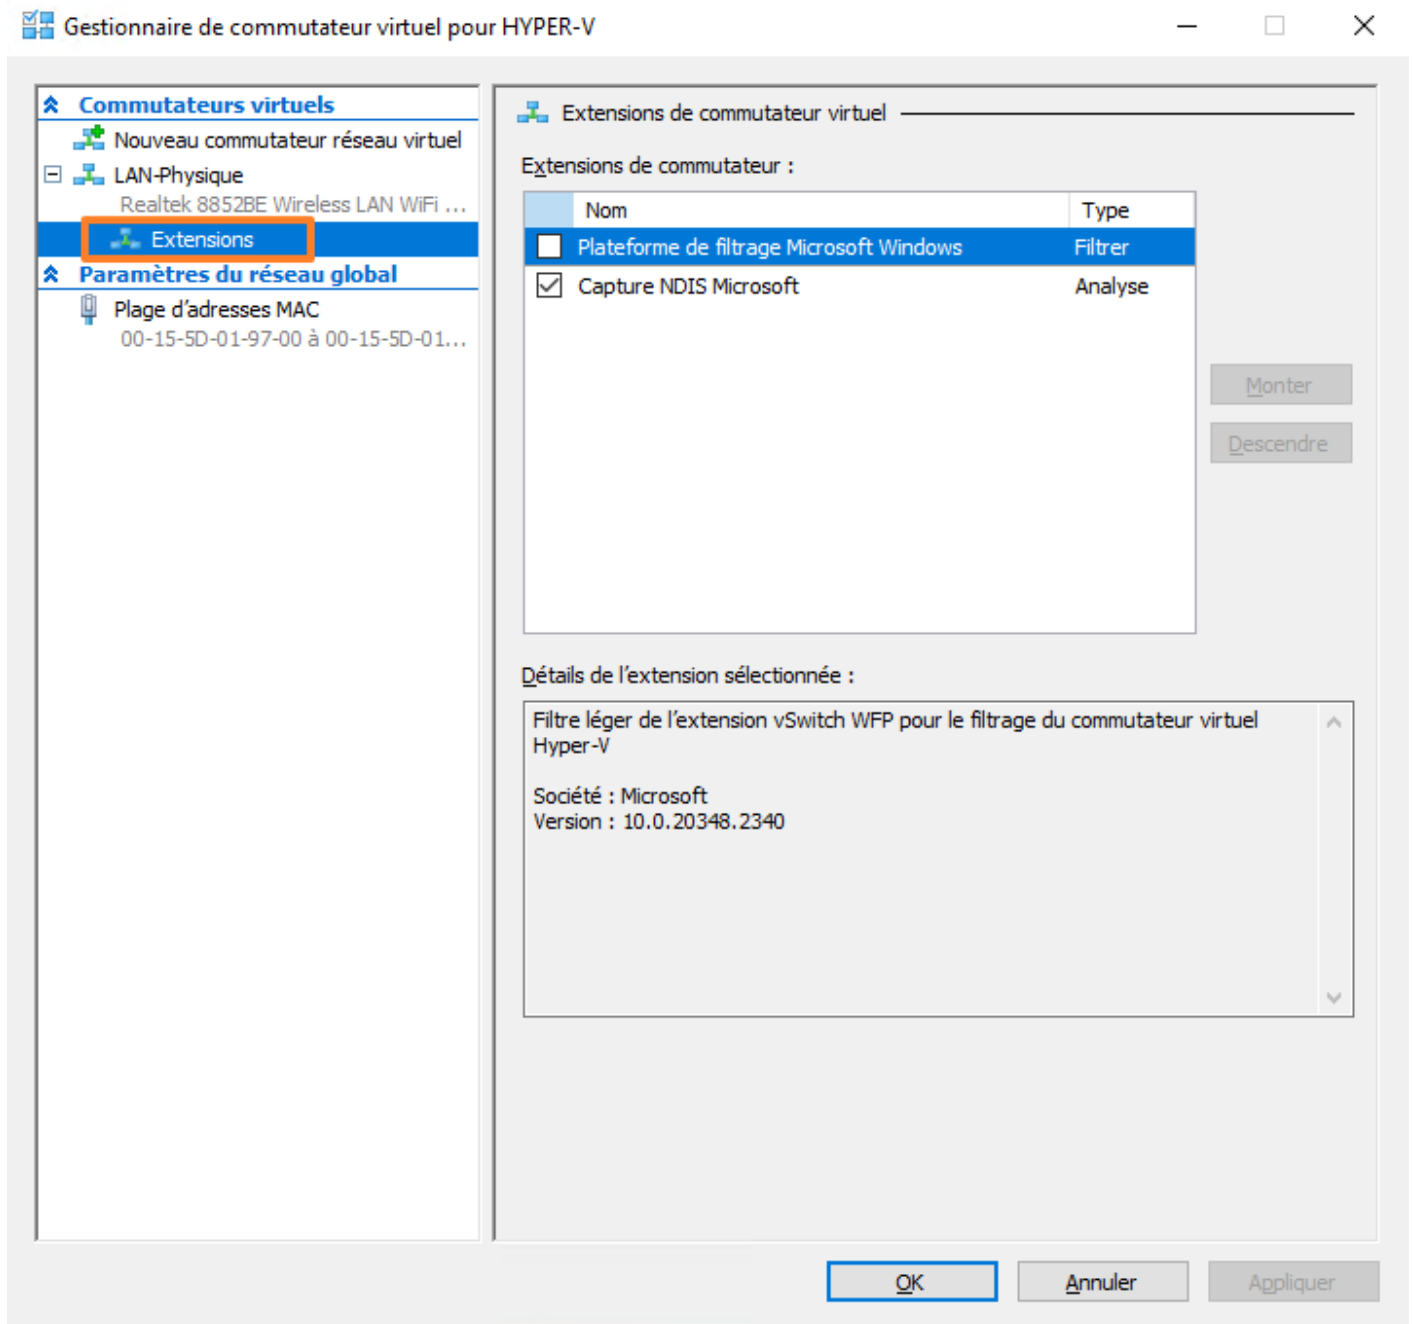 Gestionnaire de commutateur virtuel pour HYPER-V
Commutateurs virtuels
Nouveau commutateur réseau virtuel
LAN-Physique
Realtek 8852BE Wireless LAN WiFi ...
Extensions
Paramètres du réseau global
Plage d'adresses MAC
00-15-5D-01-97-00 à 00-15-5D-01...
Extensions de commutateur virtuel
Extensions de commutateur :
Nom Type
Plateforme de filtrage Microsoft Windows Filtrer
Capture NDIS Microsoft Analyse
Monter
Descendre
Détails de l'extension sélectionnée :
Filtre léger de l'extension vSwitch WFP pour le filtrage du commutateur virtuel
Hyper-V
Société : Microsoft
Version : 10.0.20348.2340
OK Annuler Appliquer